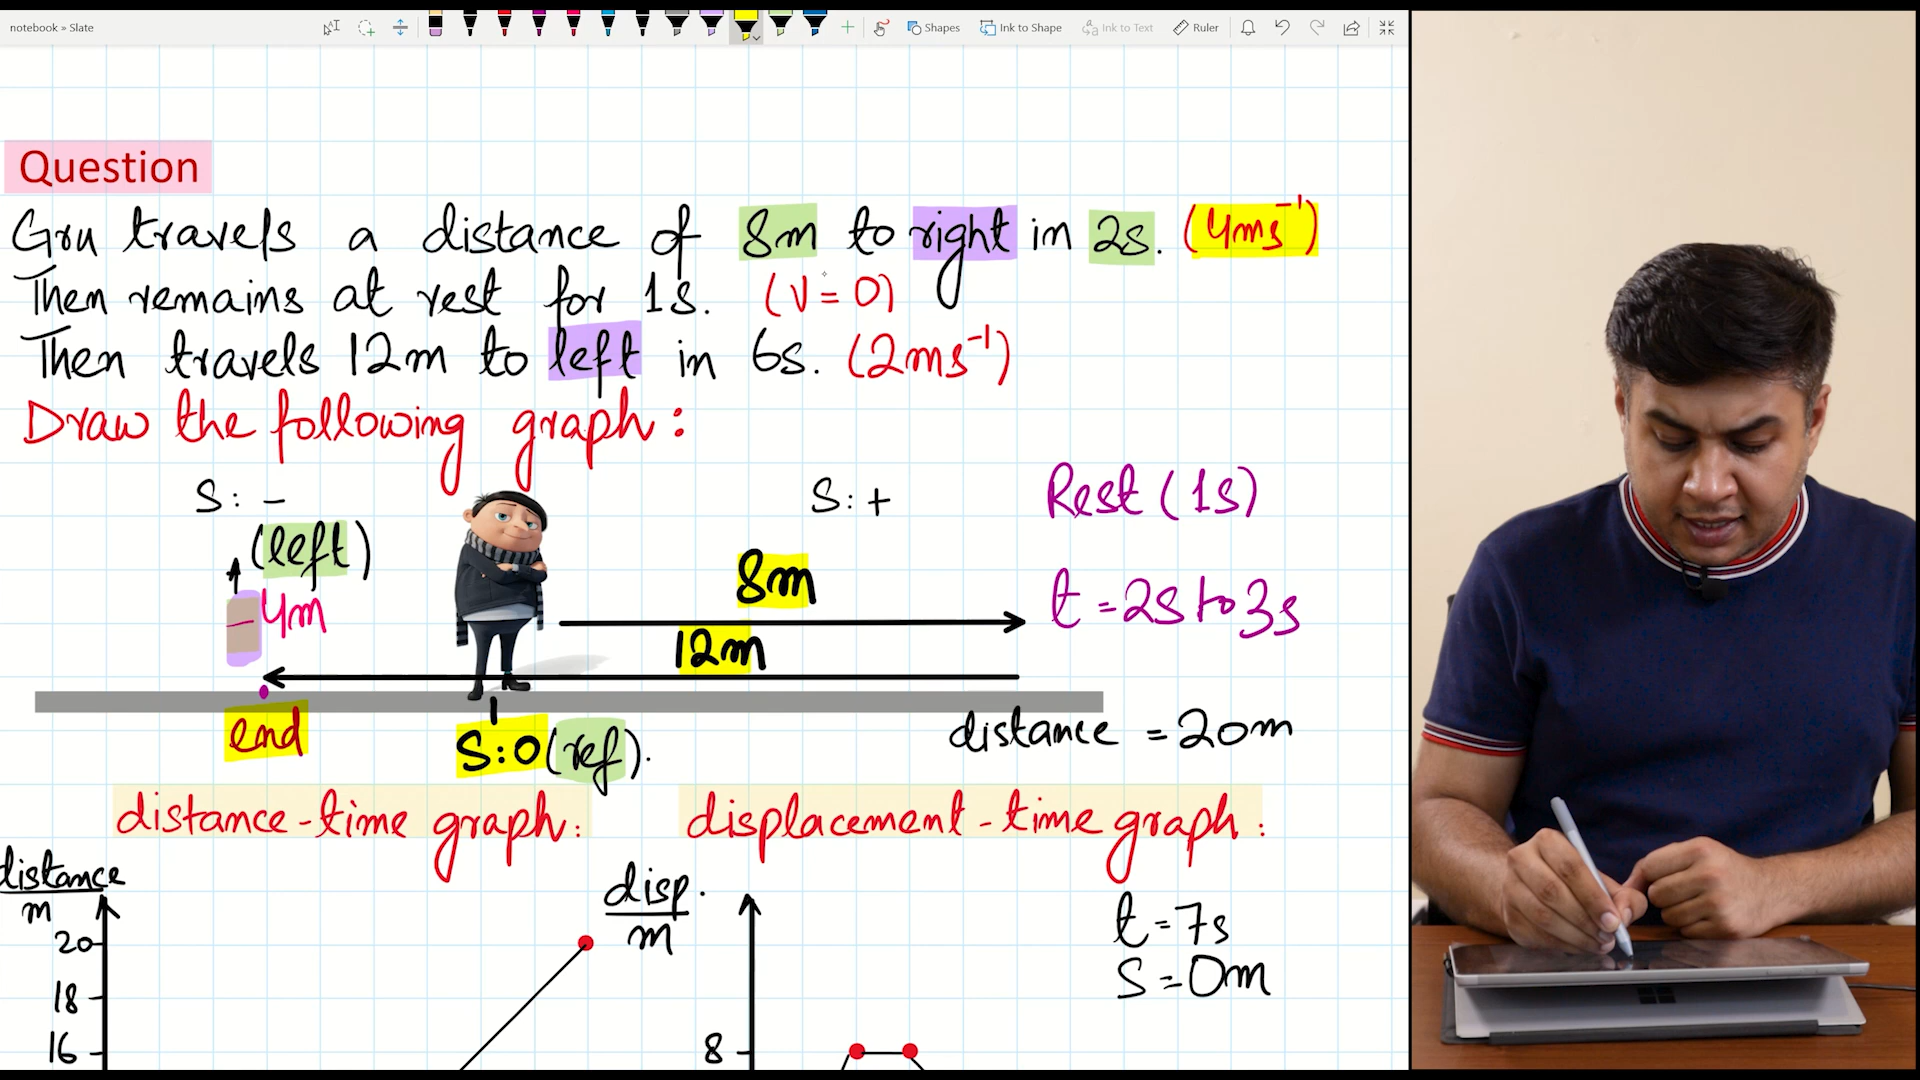 notebook » Slate
Shapes
Ink to Shape
Ink to Text
Ruler
Question
Gru travels a distance of 8m to right in 2s. (4ms⁻¹)
Then remains at rest for 1s. (V=0)
Then travels 12m to left in 6s. (2ms⁻¹)
Draw the following graph:
S: -
(left)
S: +
Rest (1s)
8m
-4m
t = 2s to 3s
12m
end
S:0 (ref).
distance = 20m
distance-time graph:
displacement-time graph:
distance
m
20
18
16
disp.
m
8
t = 7s
S = 0m